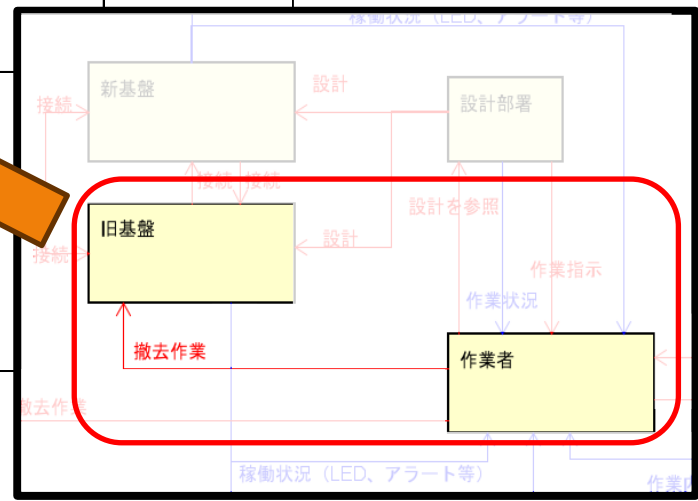 稼働状況（LED、アラート等）
新基盤
設計
設計部署
接続
接続
接続
設計を参照
旧基盤
設計
接続
作業指示
作業状況
撤去作業
作業者
撤去作業
稼働状況（LED、アラート等）
作業